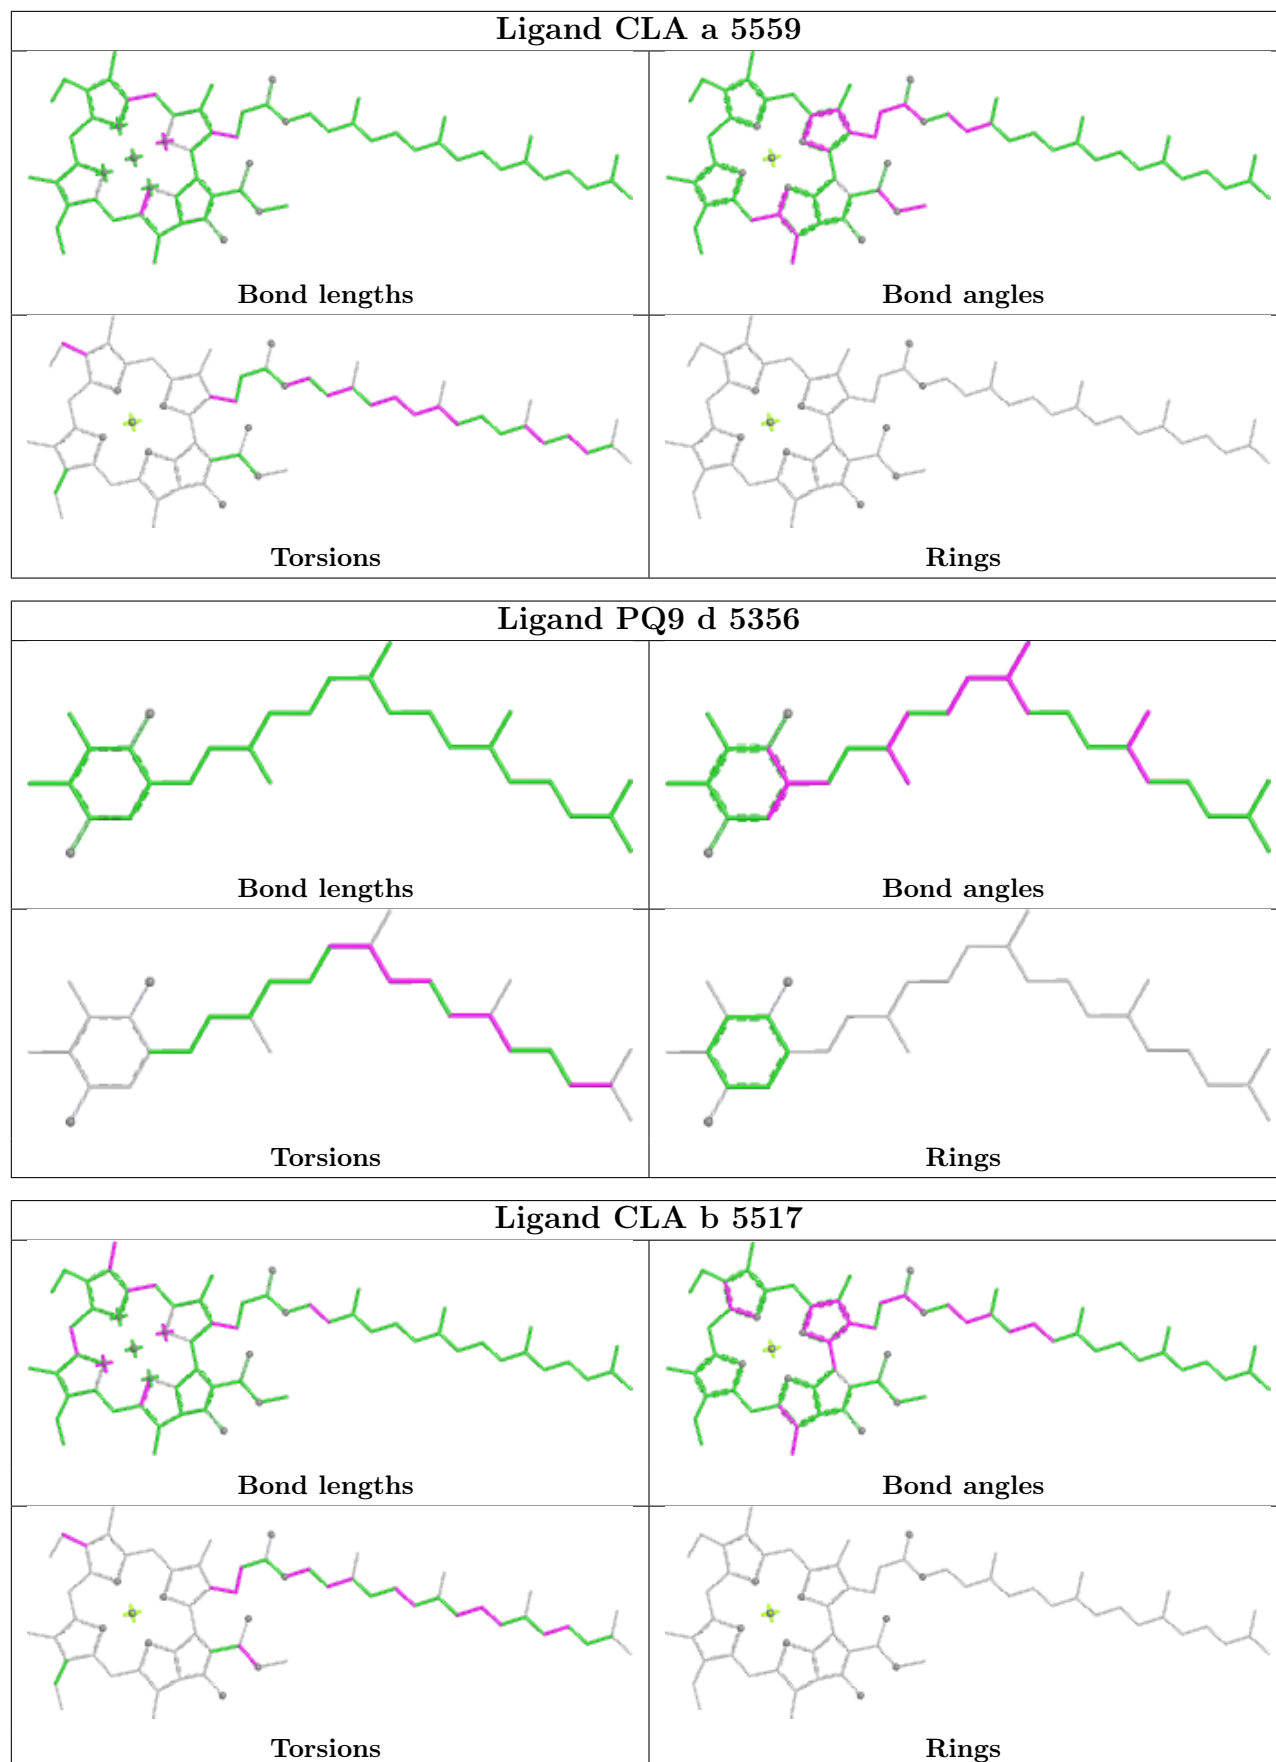 Ligand CLA a 5559
Bond lengths
Bond angles
Torsions
Rings
Ligand PQ9 d 5356
Bond lengths
Bond angles
Torsions
Rings
Ligand CLA b 5517
Bond lengths
Bond angles
Torsions
Rings